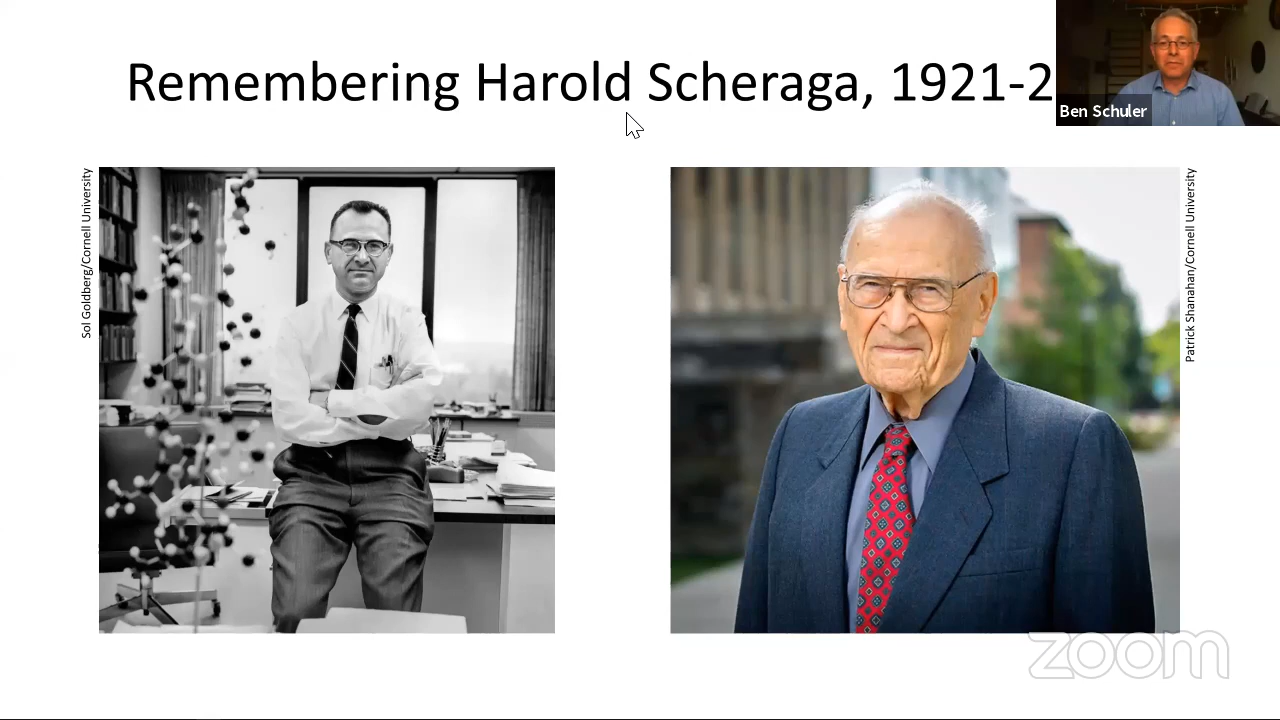 Remembering Harold Scheraga, 1921-2
Ben Schuler
Sol Goldberg/Cornell University
Patrick Shanahan/Cornell University
zoom